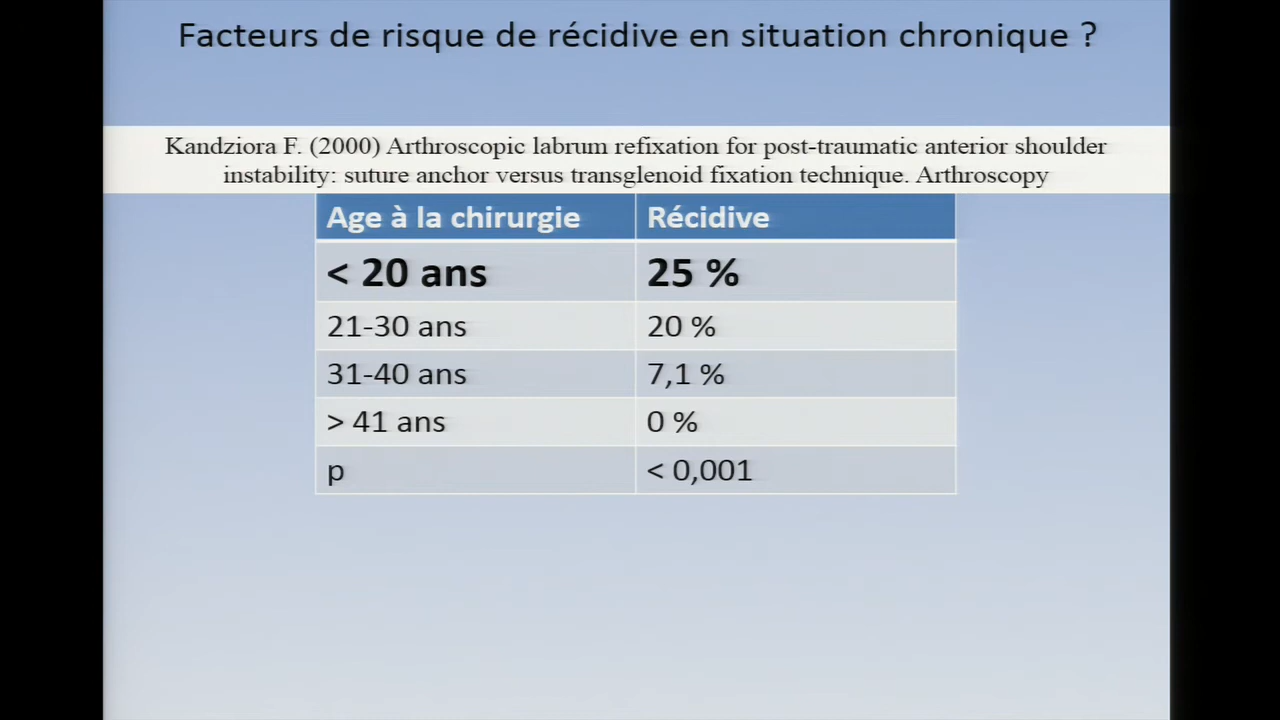 Facteurs de risque de récidive en situation chronique ?
Kandziora F. (2000) Arthroscopic labrum refixation for post-traumatic anterior shoulder
instability: suture anchor versus transglenoid fixation technique. Arthroscopy
Age à la chirurgie Récidive
< 20 ans 25 %
21-30 ans 20 %
31-40 ans 7,1 %
> 41 ans 0 %
p < 0,001